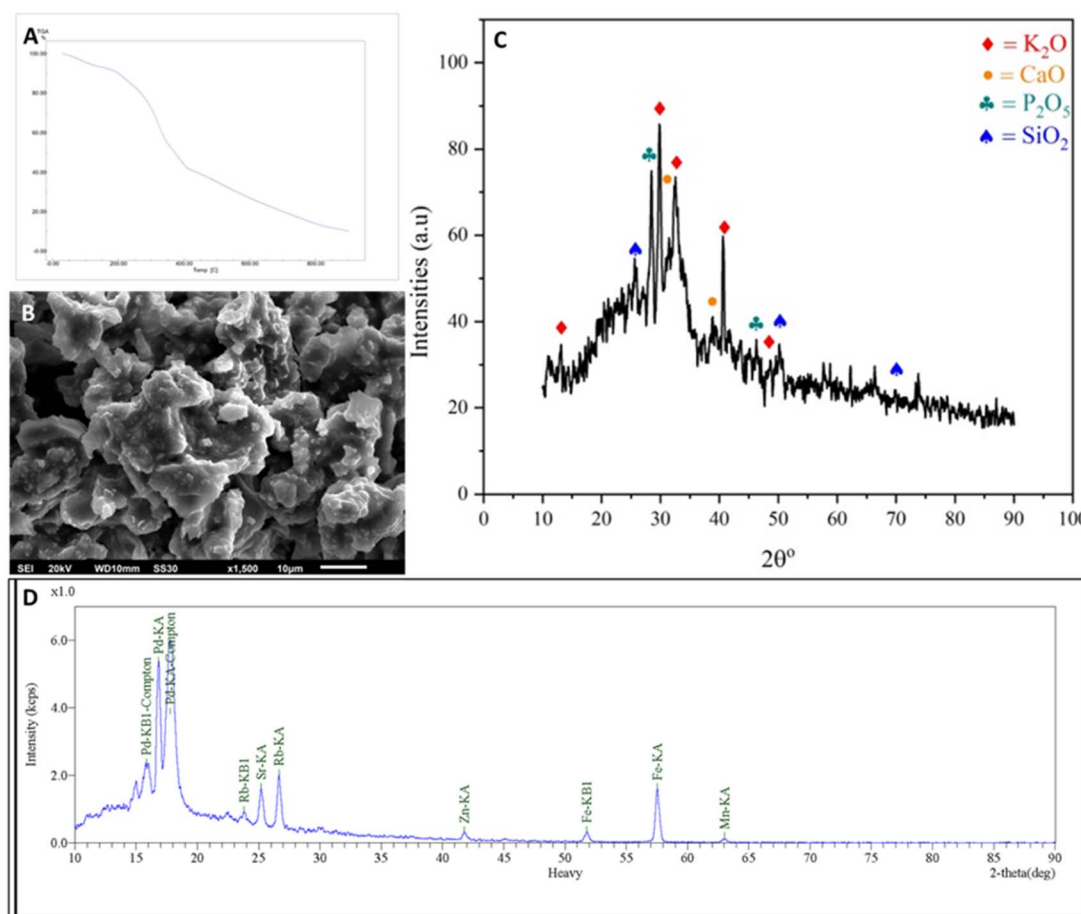 A
TGA
%
100.00
80.00
60.00
40.00
20.00
-0.00
-0.00 200.00 400.00 600.00 800.00
Temp [C]
B
SEI 20kV WD10mm SS30 x1,500 10µm
C
♦ = K₂O
● = CaO
♣ = P₂O₅
♠ = SiO₂
Intensities (a.u)
100
80
60
40
20
0
0 10 20 30 40 50 60 70 80 90 100
2θº
D
x1.0
Intensity (kcps)
6.0
4.0
2.0
0.0
Pd-KB1-Compton
Pd-KA
Pd-KA-Compton
Rb-KB1
Sr-KA
Rb-KA
Zn-KA
Fe-KB1
Fe-KA
Mn-KA
10 15 20 25 30 35 40 45 50 55 60 65 70 75 80 85 90
Heavy
2-theta(deg)